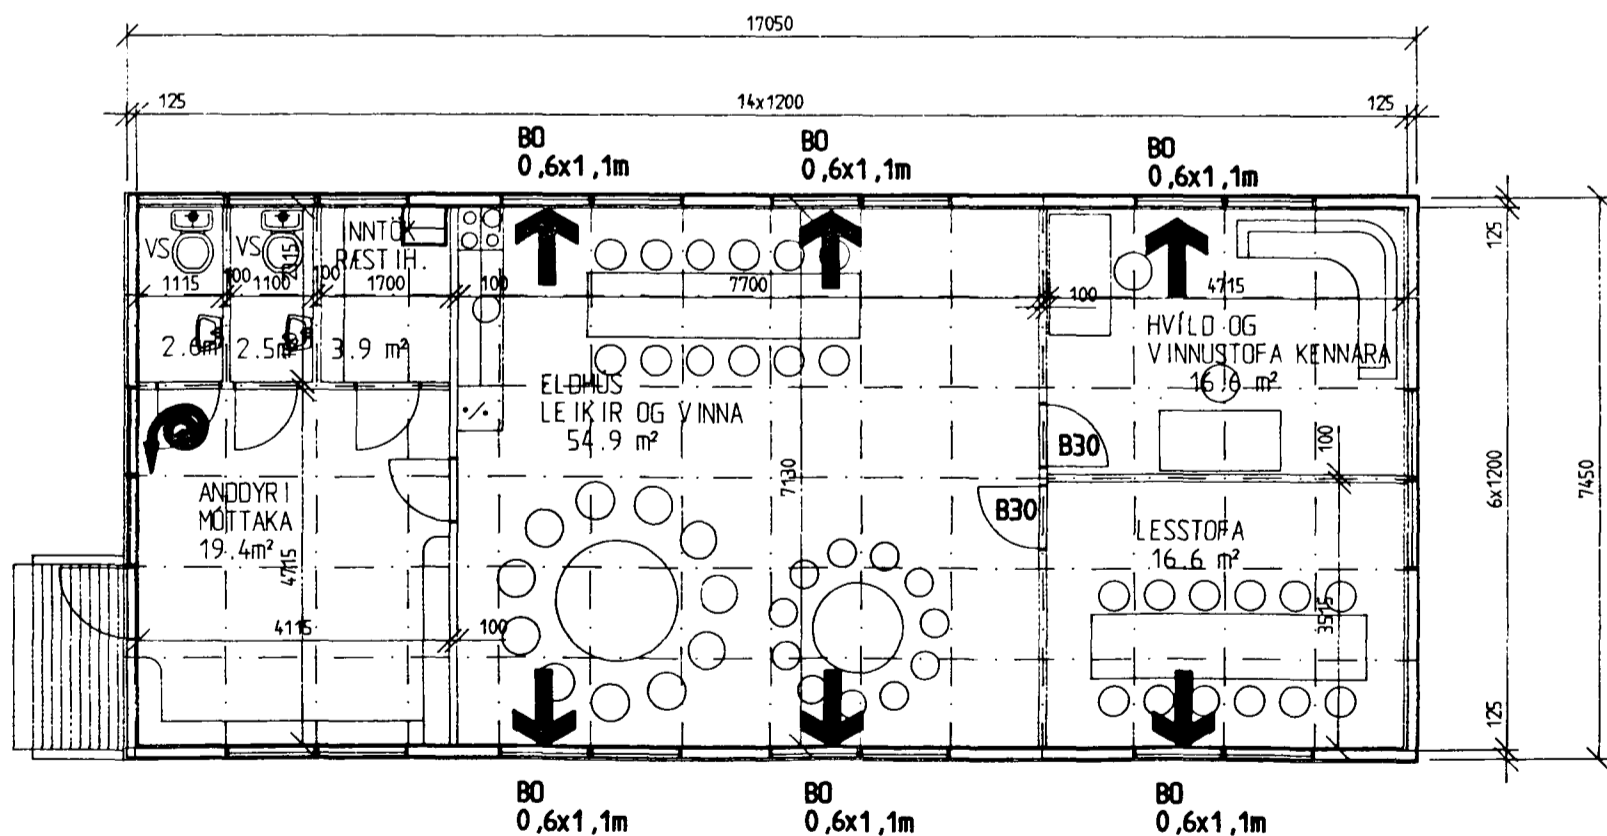 17050
125
14x1200
125
BO
0,6x1,1m
BO
0,6x1,1m
BO
0,6x1,1m
VS
VS
INNTÖK
RÆSTIH.
2315
1115
100
1100
100
1700
100
7700
100
4715
2.6m²
2.5m²
3.9 m²
HVÍLD OG
VINNUSTOFA KENNARA
16.6 m²
ELDHÚS
LEIKIR OG VINNA
54.9 m²
B30
100
7130
ANDDYRI
MÓTTAKA
19.4m²
4715
B30
LESSTOFA
16.6 m²
3515
4115
100
125
6x1200
7450
125
BO
0,6x1,1m
BO
0,6x1,1m
BO
0,6x1,1m